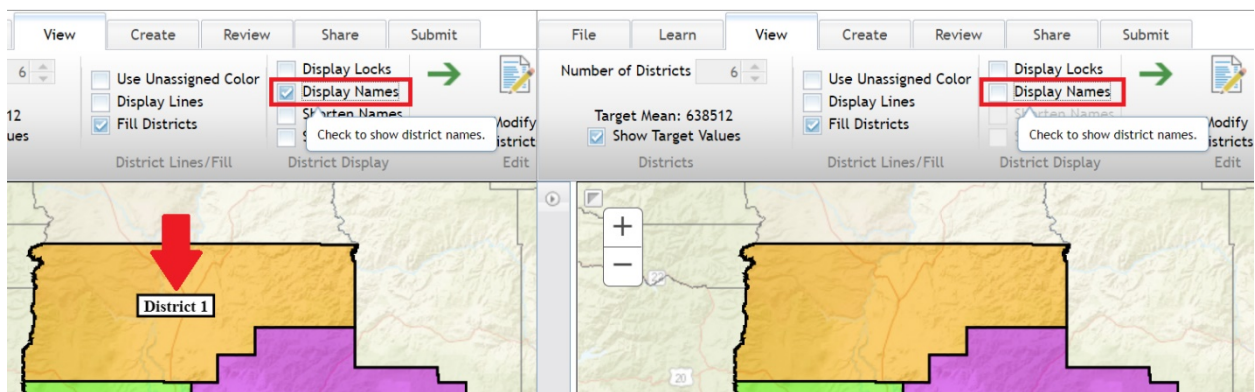 View Create Review Share Submit
6
Use Unassigned Color
Display Lines
Fill Districts
District Lines/Fill
Display Locks
Display Names
Shorten Names
Check to show district names.
District Display
Modify
istricts
Edit
12
ues
District 1
File Learn View Create Review Share Submit
Number of Districts 6
Target Mean: 638512
Show Target Values
Districts
Use Unassigned Color
Display Lines
Fill Districts
District Lines/Fill
Display Locks
Display Names
Shorten Names
Check to show district names.
District Display
Modify
istricts
Edit
+
−
20